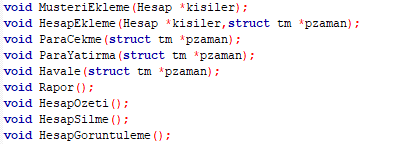 void MusteriEkleme(Hesap *kisiler);
void HesapEkleme(Hesap *kisiler,struct tm *pzaman);
void ParaCekme(struct tm *pzaman);
void ParaYatirma(struct tm *pzaman);
void Havale(struct tm *pzaman);
void Rapor();
void HesapOzeti();
void HesapSilme();
void HesapGoruntuleme();